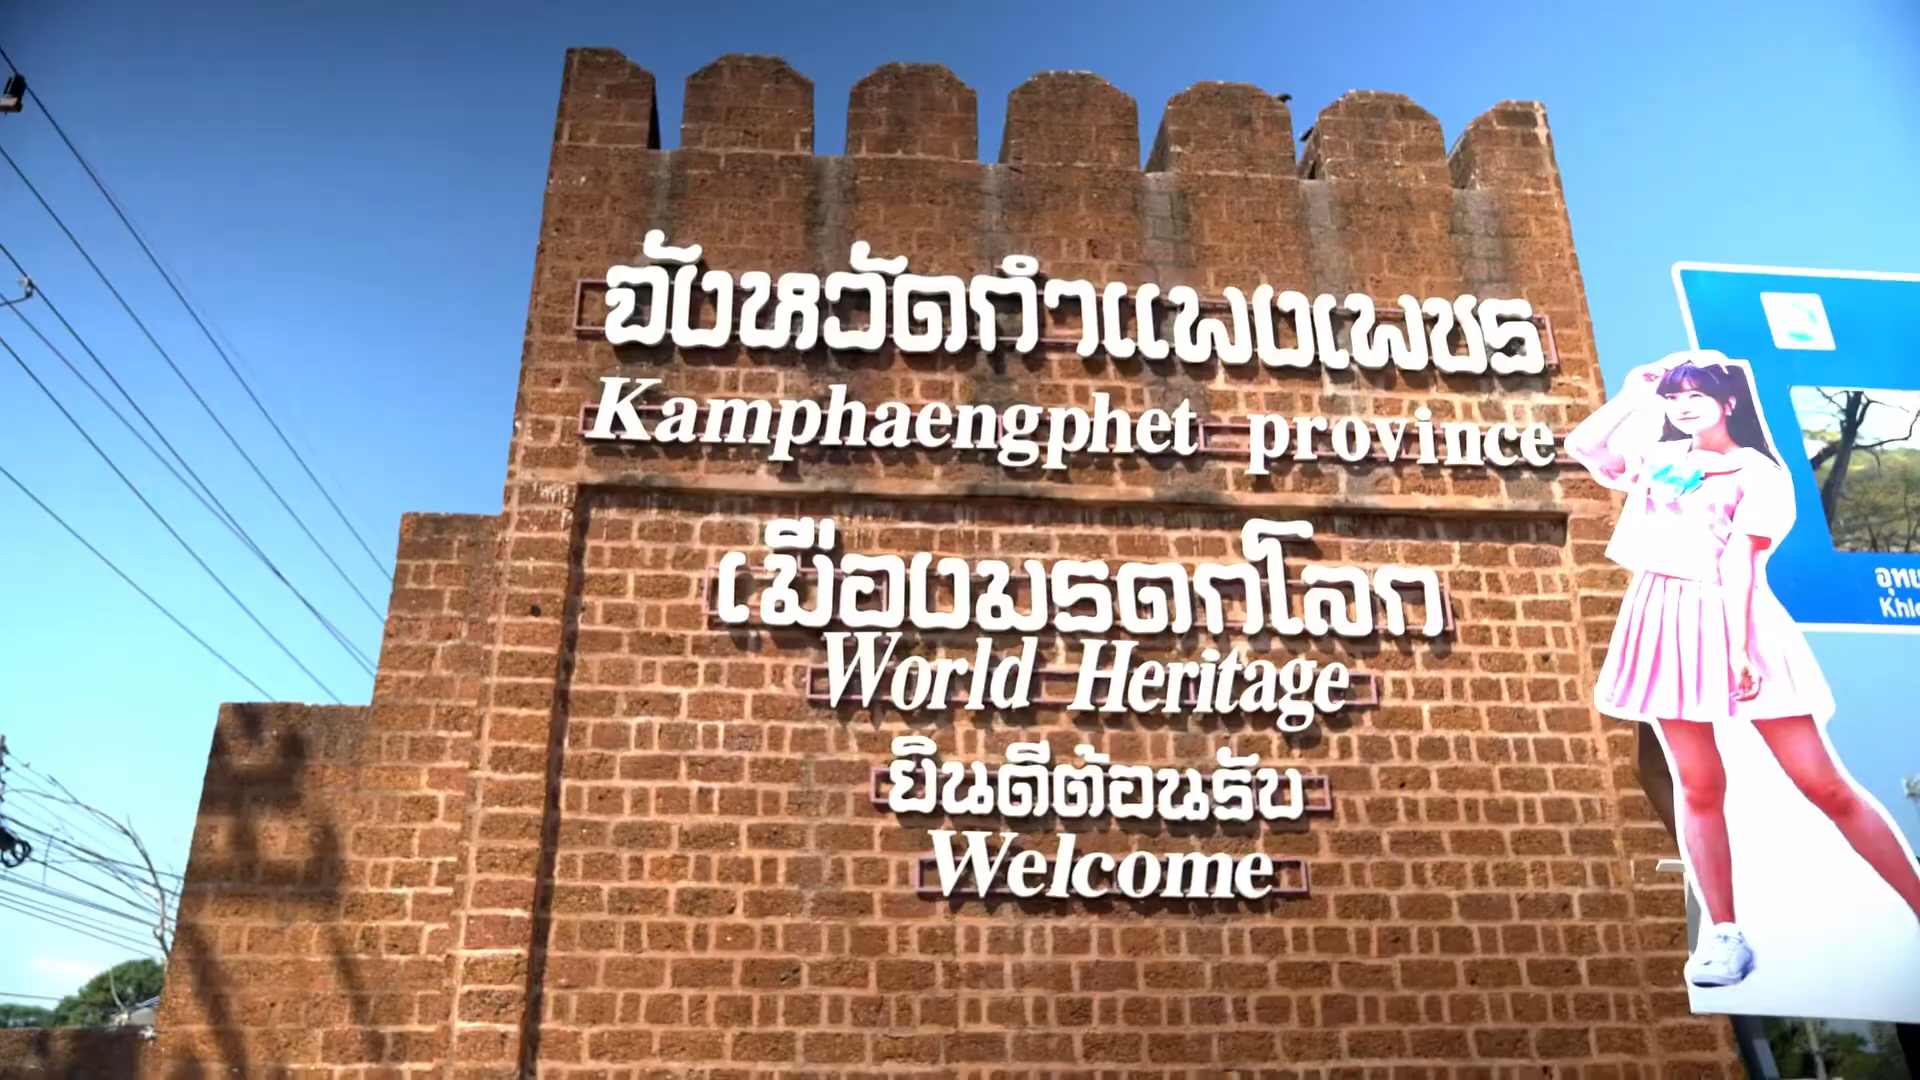 จังหวัดกำแพงเพชร
Kamphaengphet province
เมืองมรดกโลก
World Heritage
ยินดีต้อนรับ
Welcome